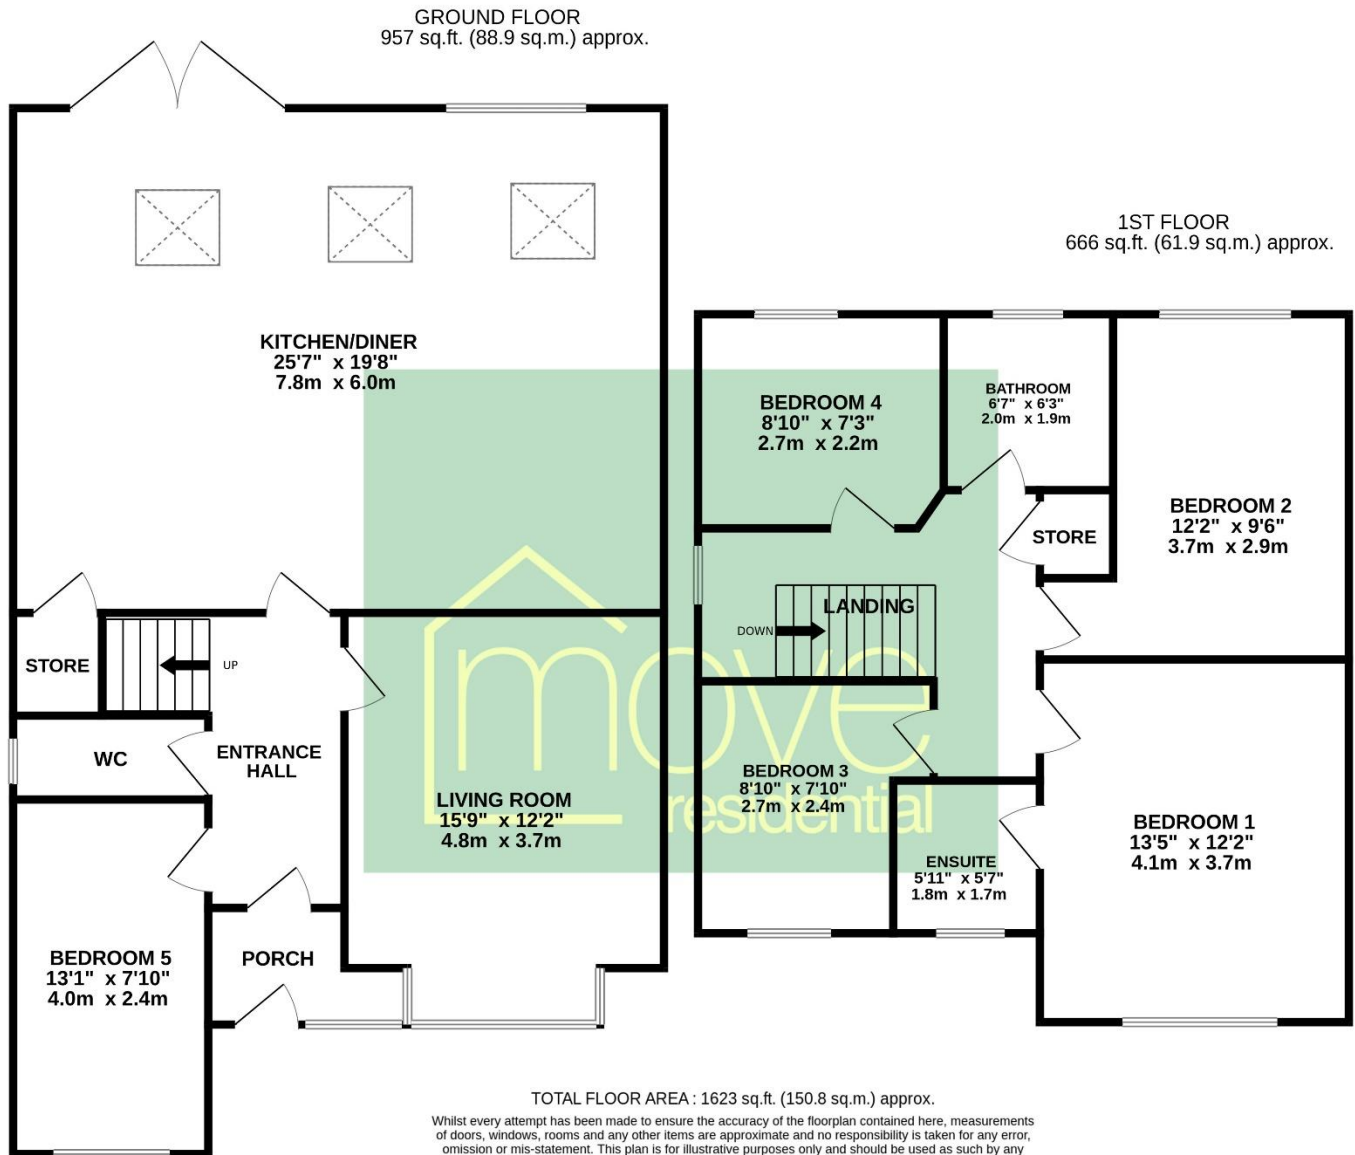 GROUND FLOOR
957 sq.ft. (88.9 sq.m.) approx.
KITCHEN/DINER
25'7" x 19'8"
7.8m x 6.0m
STORE
UP
WC
ENTRANCE
HALL
LIVING ROOM
15'9" x 12'2"
4.8m x 3.7m
BEDROOM 5
13'1" x 7'10"
4.0m x 2.4m
PORCH
1ST FLOOR
666 sq.ft. (61.9 sq.m.) approx.
BEDROOM 4
8'10" x 7'3"
2.7m x 2.2m
BATHROOM
6'7" x 6'3"
2.0m x 1.9m
BEDROOM 2
12'2" x 9'6"
3.7m x 2.9m
STORE
LANDING
DOWN
BEDROOM 3
8'10" x 7'10"
2.7m x 2.4m
ENSUITE
5'11" x 5'7"
1.8m x 1.7m
BEDROOM 1
13'5" x 12'2"
4.1m x 3.7m
move
residential
TOTAL FLOOR AREA : 1623 sq.ft. (150.8 sq.m.) approx.
Whilst every attempt has been made to ensure the accuracy of the floorplan contained here, measurements
of doors, windows, rooms and any other items are approximate and no responsibility is taken for any error,
omission or mis-statement. This plan is for illustrative purposes only and should be used as such by any